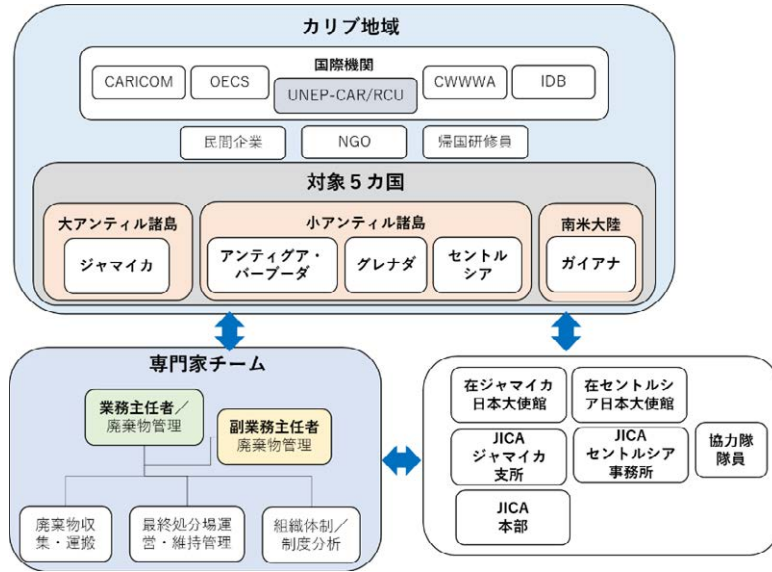 カリブ地域
国際機関
CARICOM
OECS
UNEP-CAR/RCU
CWWWA
IDB
民間企業
NGO
帰国研修員
対象５カ国
大アンティル諸島
ジャマイカ
小アンティル諸島
アンティグア・
バーブーダ
グレナダ
セントル
シア
南米大陸
ガイアナ
専門家チーム
業務主任者／
廃棄物管理
副業務主任者
廃棄物管理
廃棄物収
集・運搬
最終処分場運
営・維持管理
組織体制／
制度分析
在ジャマイカ
日本大使館
在セントルシ
ア日本大使館
JICA
ジャマイカ
支所
JICA
セントルシア
事務所
協力隊
隊員
JICA
本部